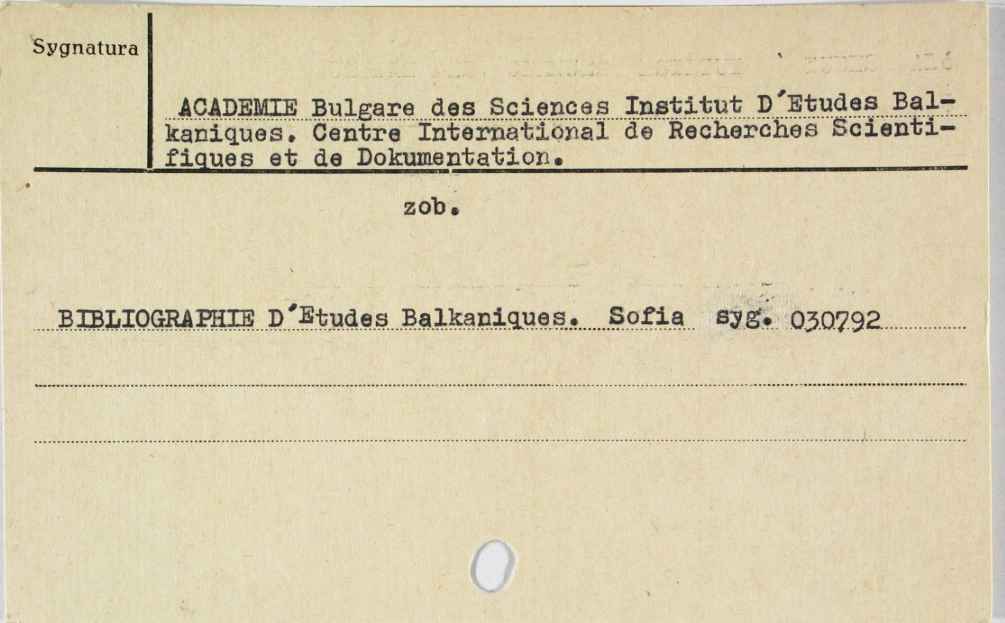 Sygnatura
ACADEMIE Bulgare des Sciences Institut D´Etudes Bal-
kaniques. Centre International de Recherches Scienti-
fiques et de Dokumentation.
zob.
BIBLIOGRAPHIE D´Etudes Balkaniques. Sofia syg. 030792